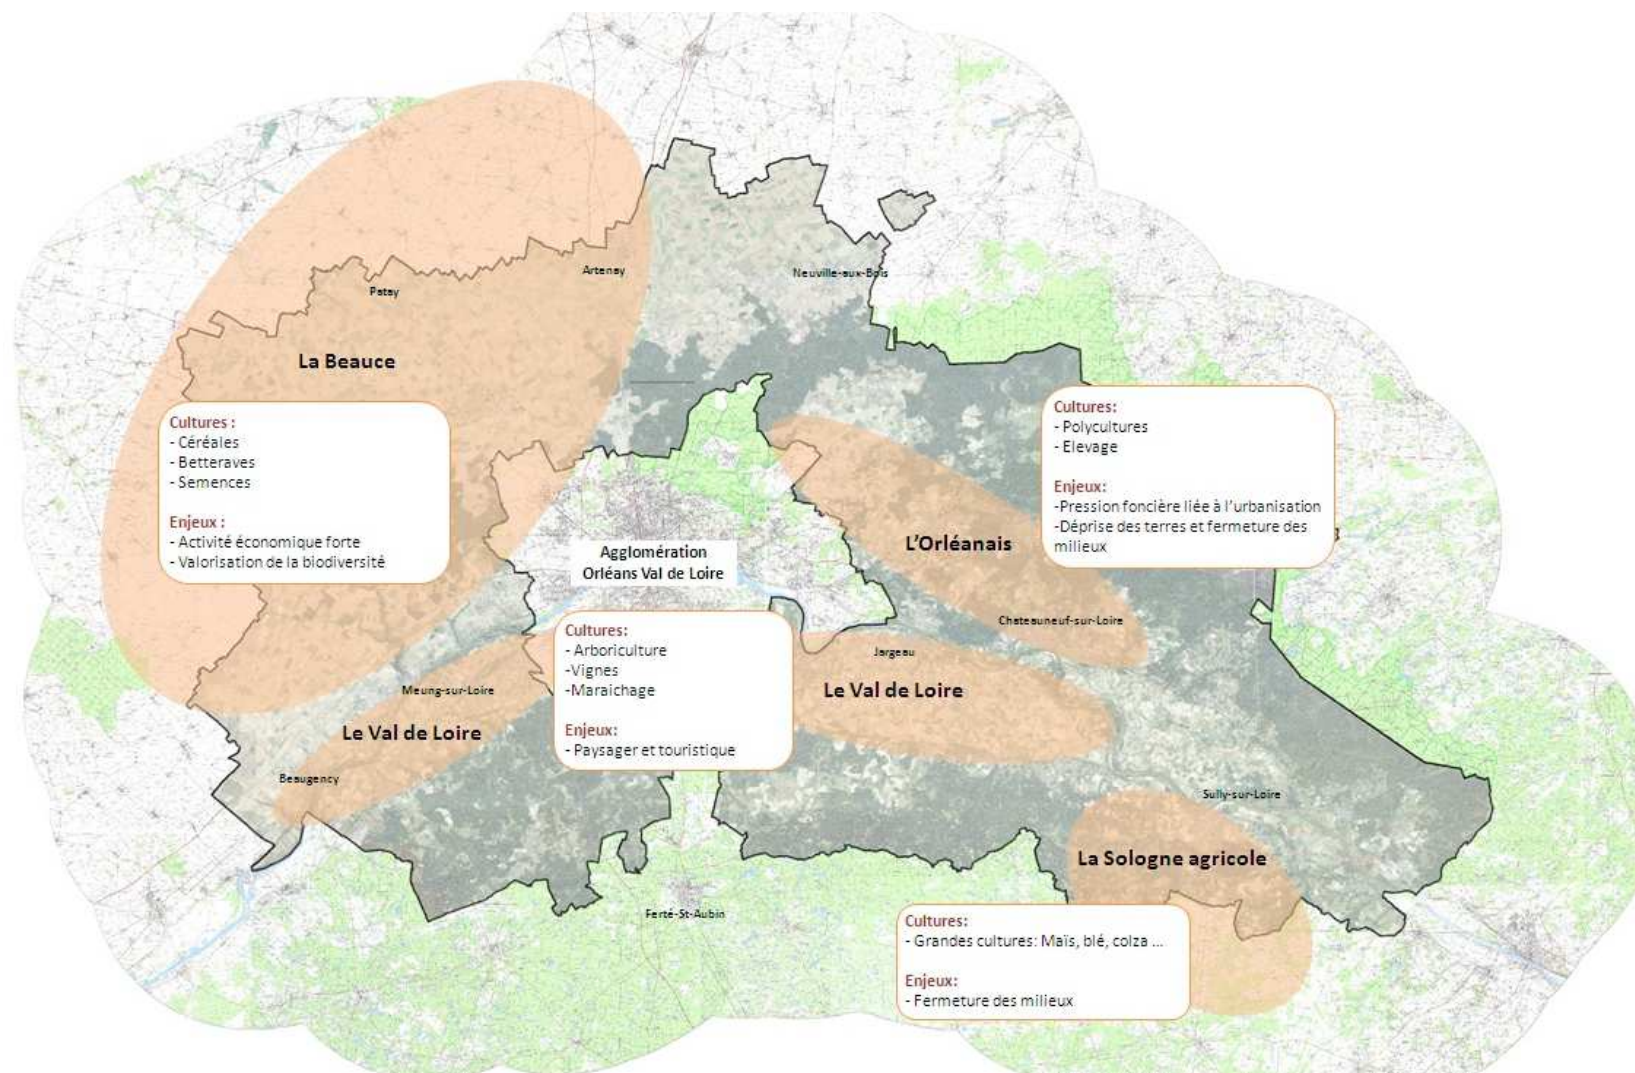 Artenay
Neuville-aux-Bois
Patay
La Beauce
Cultures :
- Céréales
- Betteraves
- Semences
Enjeux :
- Activité économique forte
- Valorisation de la biodiversité
Cultures:
- Polycultures
- Elevage
Enjeux:
-Pression foncière liée à l'urbanisation
-Déprise des terres et fermeture des
milieux
L'Orléanais
Agglomération
Orléans Val de Loire
Chateauneuf-sur-Loire
Cultures:
- Arboriculture
-Vignes
-Maraichage
Enjeux:
- Paysager et touristique
Jargeau
Le Val de Loire
Meung-sur-Loire
Le Val de Loire
Beaugency
Sully-sur-Loire
La Sologne agricole
Ferté-St-Aubin
Cultures:
- Grandes cultures: Maïs, blé, colza ...
Enjeux:
- Fermeture des milieux